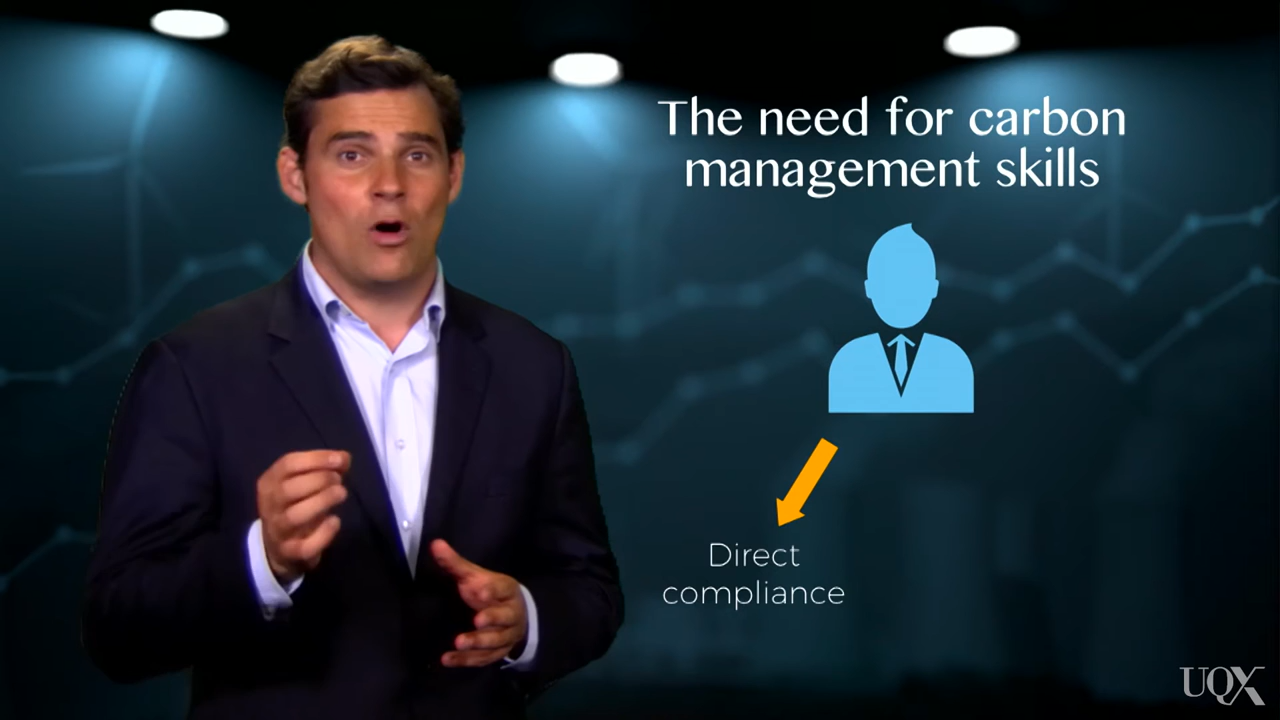 The need for carbon
management skills
Direct
compliance
UQX